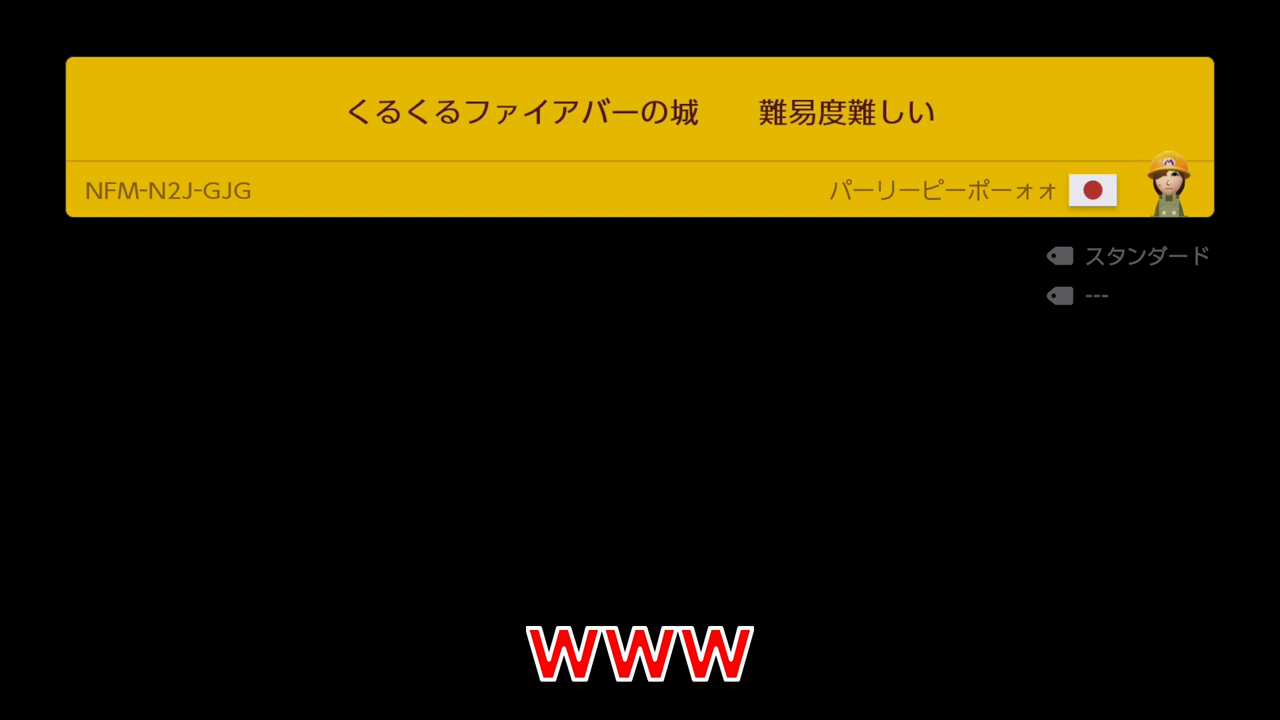 くるくるファイアバーの城　　難易度難しい
NFM-N2J-GJG
パーリーピーポーォォ
スタンダード
---
www